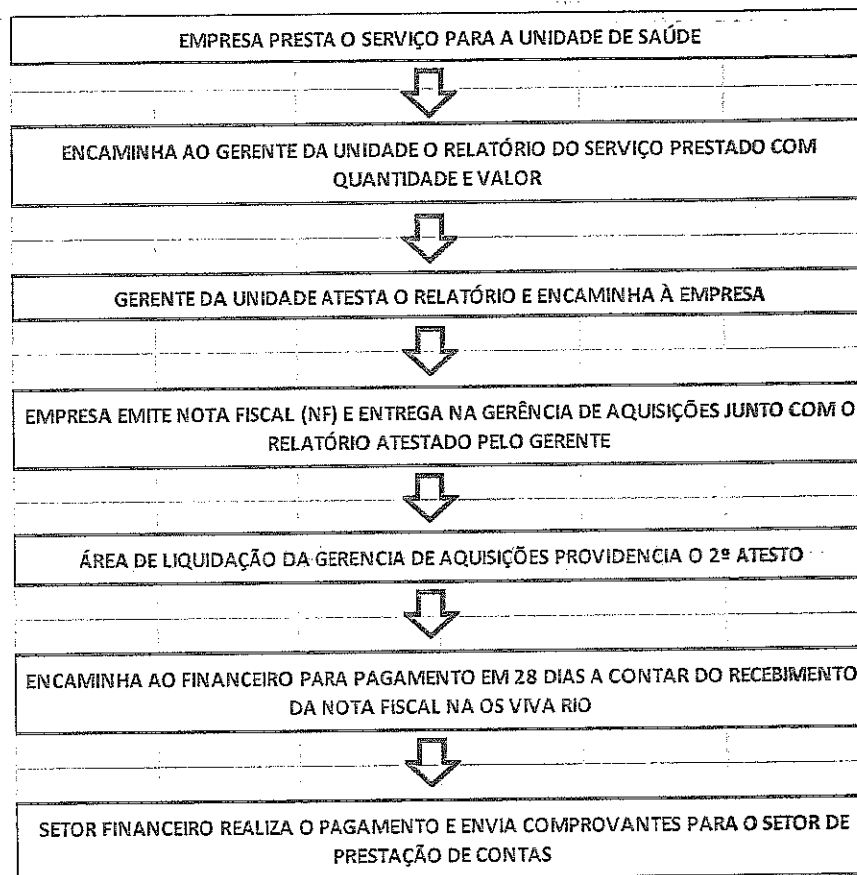 EMPRESA PRESTA O SERVIÇO PARA A UNIDADE DE SAÚDE
ENCAMINHA AO GERENTE DA UNIDADE O RELATÓRIO DO SERVIÇO PRESTADO COM
QUANTIDADE E VALOR
GERENTE DA UNIDADE ATESTA O RELATÓRIO E ENCAMINHA À EMPRESA
EMPRESA EMITE NOTA FISCAL (NF) E ENTREGA NA GERÊNCIA DE AQUISIÇÕES JUNTO COM O
RELATÓRIO ATESTADO PELO GERENTE
ÁREA DE LIQUIDAÇÃO DA GERENCIA DE AQUISIÇÕES PROVIDENCIA O 2º ATESTO
ENCAMINHA AO FINANCEIRO PARA PAGAMENTO EM 28 DIAS A CONTAR DO RECEBIMENTO
DA NOTA FISCAL NA OS VIVA RIO
SETOR FINANCEIRO REALIZA O PAGAMENTO E ENVIA COMPROVANTES PARA O SETOR DE
PRESTAÇÃO DE CONTAS